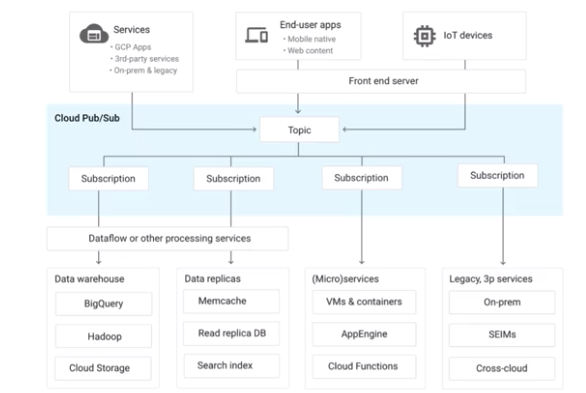 Services
· GCP Apps
· 3rd-party services
· On-prem & legacy
End-user apps
· Mobile native
· Web content
IoT devices
Front end server
Cloud Pub/Sub
Topic
Subscription
Subscription
Subscription
Subscription
Dataflow or other processing services
Data warehouse
BigQuery
Hadoop
Cloud Storage
Data replicas
Memcache
Read replica DB
Search index
(Micro)services
VMs & containers
AppEngine
Cloud Functions
Legacy, 3p services
On-prem
SEIMs
Cross-cloud